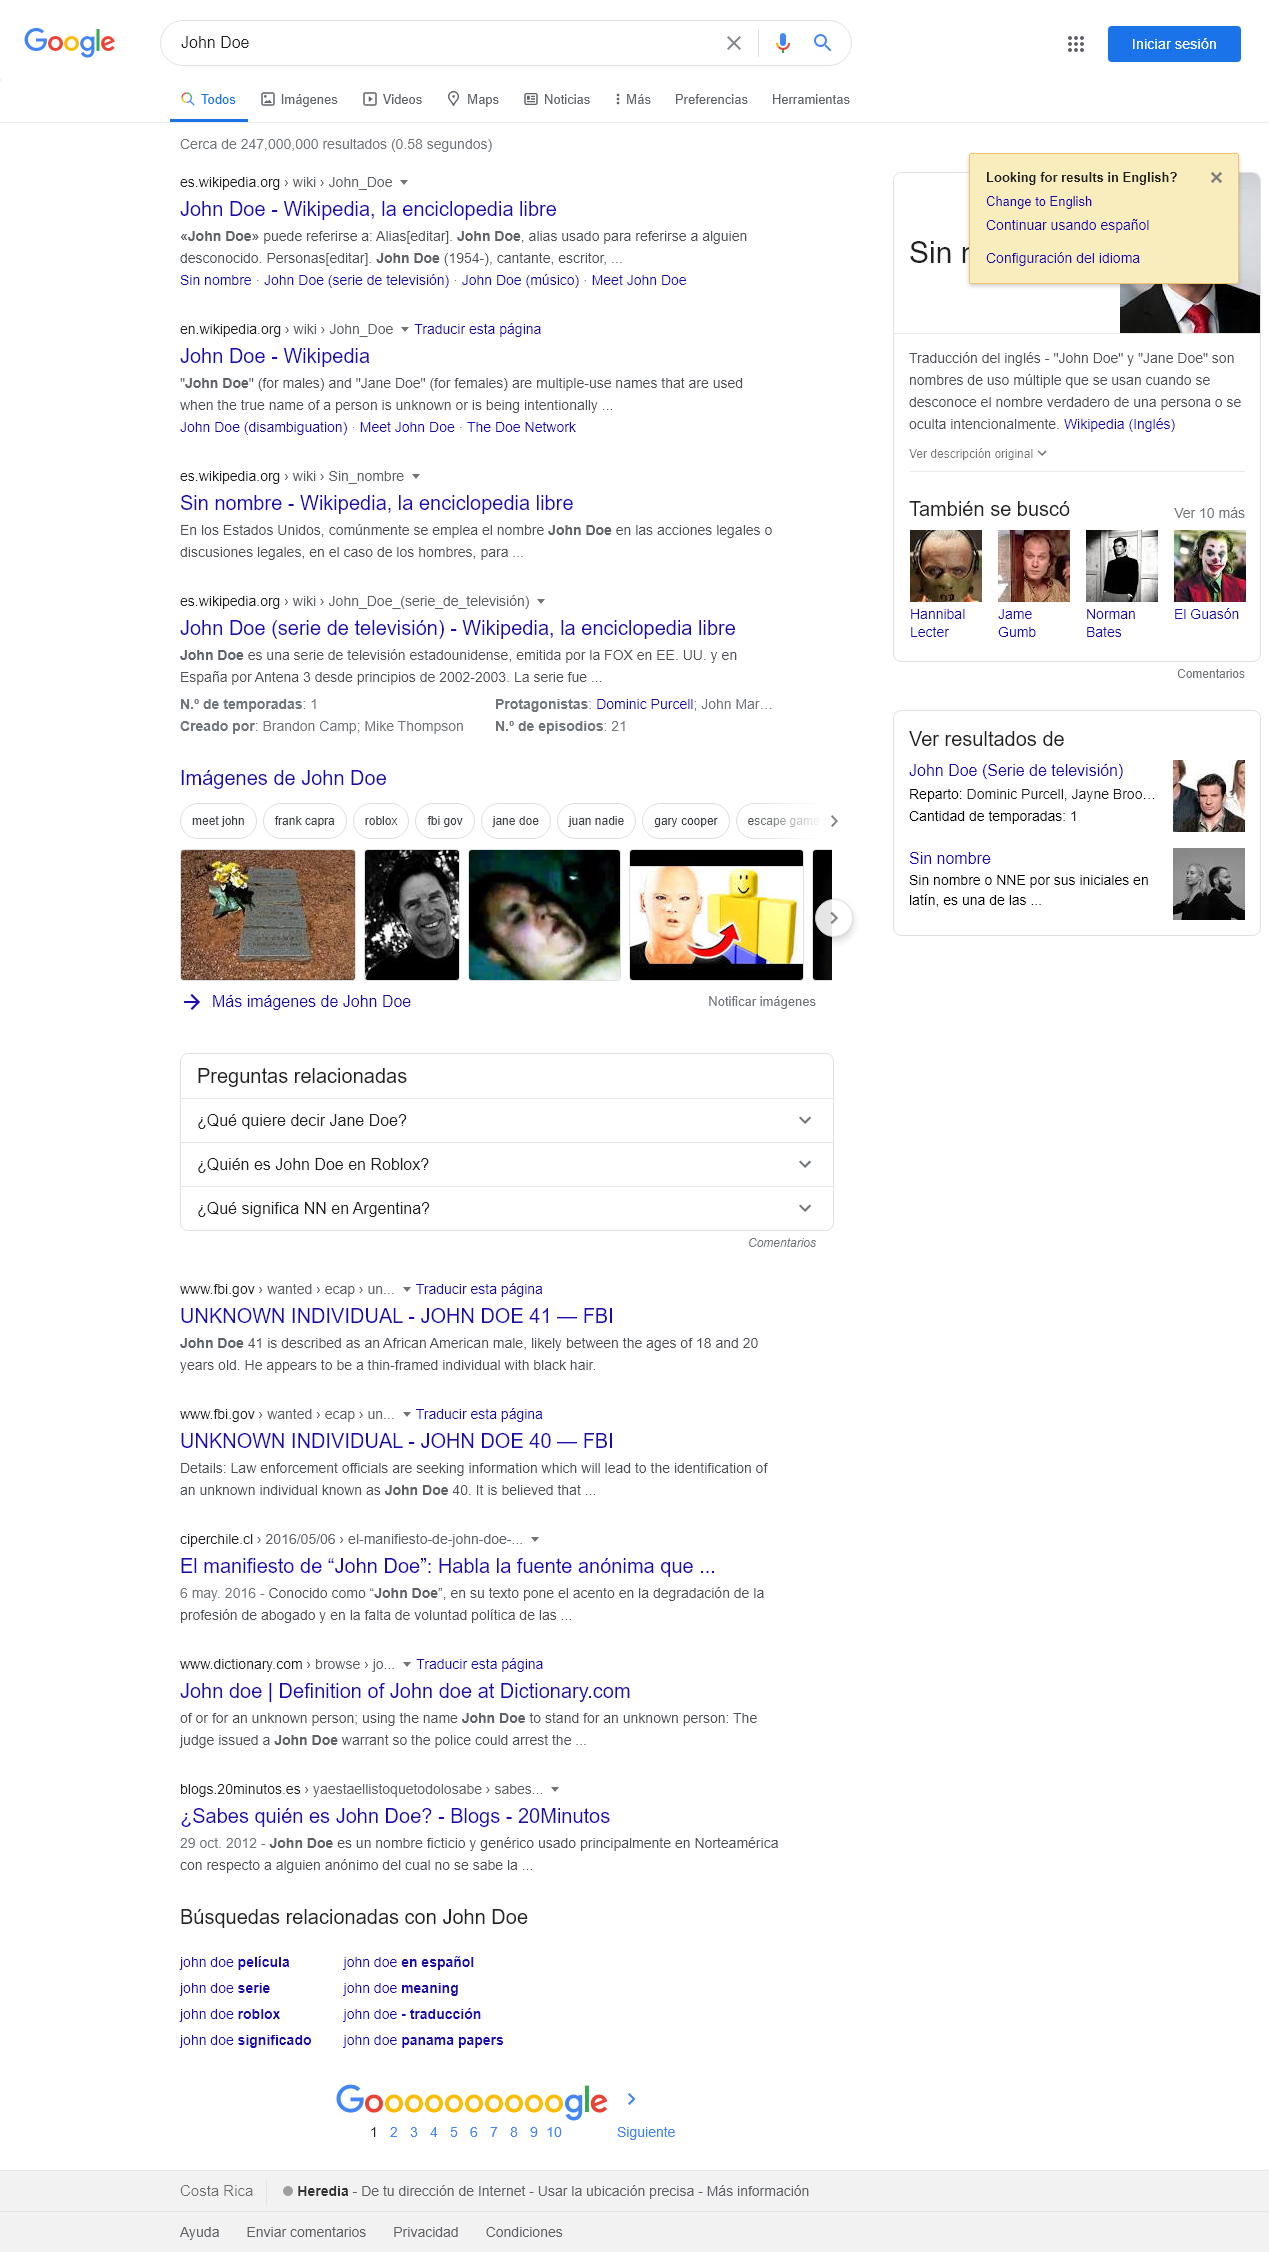 Google
John Doe
Iniciar sesión
Todos
Imágenes
Videos
Maps
Noticias
Más
Preferencias
Herramientas
Cerca de 247,000,000 resultados (0.58 segundos)
es.wikipedia.org › wiki › John_Doe
John Doe - Wikipedia, la enciclopedia libre
«John Doe» puede referirse a: Alias[editar]. John Doe, alias usado para referirse a alguien
desconocido. Personas[editar]. John Doe (1954-), cantante, escritor, ...
Sin nombre · John Doe (serie de televisión) · John Doe (músico) · Meet John Doe
en.wikipedia.org › wiki › John_Doe Traducir esta página
John Doe - Wikipedia
"John Doe" (for males) and "Jane Doe" (for females) are multiple-use names that are used
when the true name of a person is unknown or is being intentionally ...
John Doe (disambiguation) · Meet John Doe · The Doe Network
es.wikipedia.org › wiki › Sin_nombre
Sin nombre - Wikipedia, la enciclopedia libre
En los Estados Unidos, comúnmente se emplea el nombre John Doe en las acciones legales o
discusiones legales, en el caso de los hombres, para ...
es.wikipedia.org › wiki › John_Doe_(serie_de_televisión)
John Doe (serie de televisión) - Wikipedia, la enciclopedia libre
John Doe es una serie de televisión estadounidense, emitida por la FOX en EE. UU. y en
España por Antena 3 desde principios de 2002-2003. La serie fue ...
N.º de temporadas: 1
Protagonistas: Dominic Purcell; John Mar…
Creado por: Brandon Camp; Mike Thompson
N.º de episodios: 21
Imágenes de John Doe
meet john
frank capra
roblox
fbi gov
jane doe
juan nadie
gary cooper
escape game
Más imágenes de John Doe
Notificar imágenes
Preguntas relacionadas
¿Qué quiere decir Jane Doe?
¿Quién es John Doe en Roblox?
¿Qué significa NN en Argentina?
Comentarios
www.fbi.gov › wanted › ecap › un... Traducir esta página
UNKNOWN INDIVIDUAL - JOHN DOE 41 — FBI
John Doe 41 is described as an African American male, likely between the ages of 18 and 20
years old. He appears to be a thin-framed individual with black hair.
www.fbi.gov › wanted › ecap › un... Traducir esta página
UNKNOWN INDIVIDUAL - JOHN DOE 40 — FBI
Details: Law enforcement officials are seeking information which will lead to the identification of
an unknown individual known as John Doe 40. It is believed that ...
ciperchile.cl › 2016/05/06 › el-manifiesto-de-john-doe-...
El manifiesto de “John Doe”: Habla la fuente anónima que ...
6 may. 2016 - Conocido como “John Doe”, en su texto pone el acento en la degradación de la
profesión de abogado y en la falta de voluntad política de las ...
www.dictionary.com › browse › jo... Traducir esta página
John doe | Definition of John doe at Dictionary.com
of or for an unknown person; using the name John Doe to stand for an unknown person: The
judge issued a John Doe warrant so the police could arrest the ...
blogs.20minutos.es › yaestaellistoquetodolosabe › sabes...
¿Sabes quién es John Doe? - Blogs - 20Minutos
29 oct. 2012 - John Doe es un nombre ficticio y genérico usado principalmente en Norteamérica
con respecto a alguien anónimo del cual no se sabe la ...
Búsquedas relacionadas con John Doe
john doe película
john doe serie
john doe roblox
john doe significado
john doe en español
john doe meaning
john doe - traducción
john doe panama papers
Goooooooooogle
1 2 3 4 5 6 7 8 9 10 Siguiente
Looking for results in English?
Change to English
Continuar usando español
Configuración del idioma
Sin
Traducción del inglés - "John Doe" y "Jane Doe" son
nombres de uso múltiple que se usan cuando se
desconoce el nombre verdadero de una persona o se
oculta intencionalmente. Wikipedia (Inglés)
Ver descripción original
También se buscó
Ver 10 más
Hannibal
Lecter
Jame
Gumb
Norman
Bates
El Guasón
Comentarios
Ver resultados de
John Doe (Serie de televisión)
Reparto: Dominic Purcell, Jayne Broo…
Cantidad de temporadas: 1
Sin nombre
Sin nombre o NNE por sus iniciales en
latín, es una de las ...
Costa Rica
Heredia - De tu dirección de Internet - Usar la ubicación precisa - Más información
Ayuda
Enviar comentarios
Privacidad
Condiciones